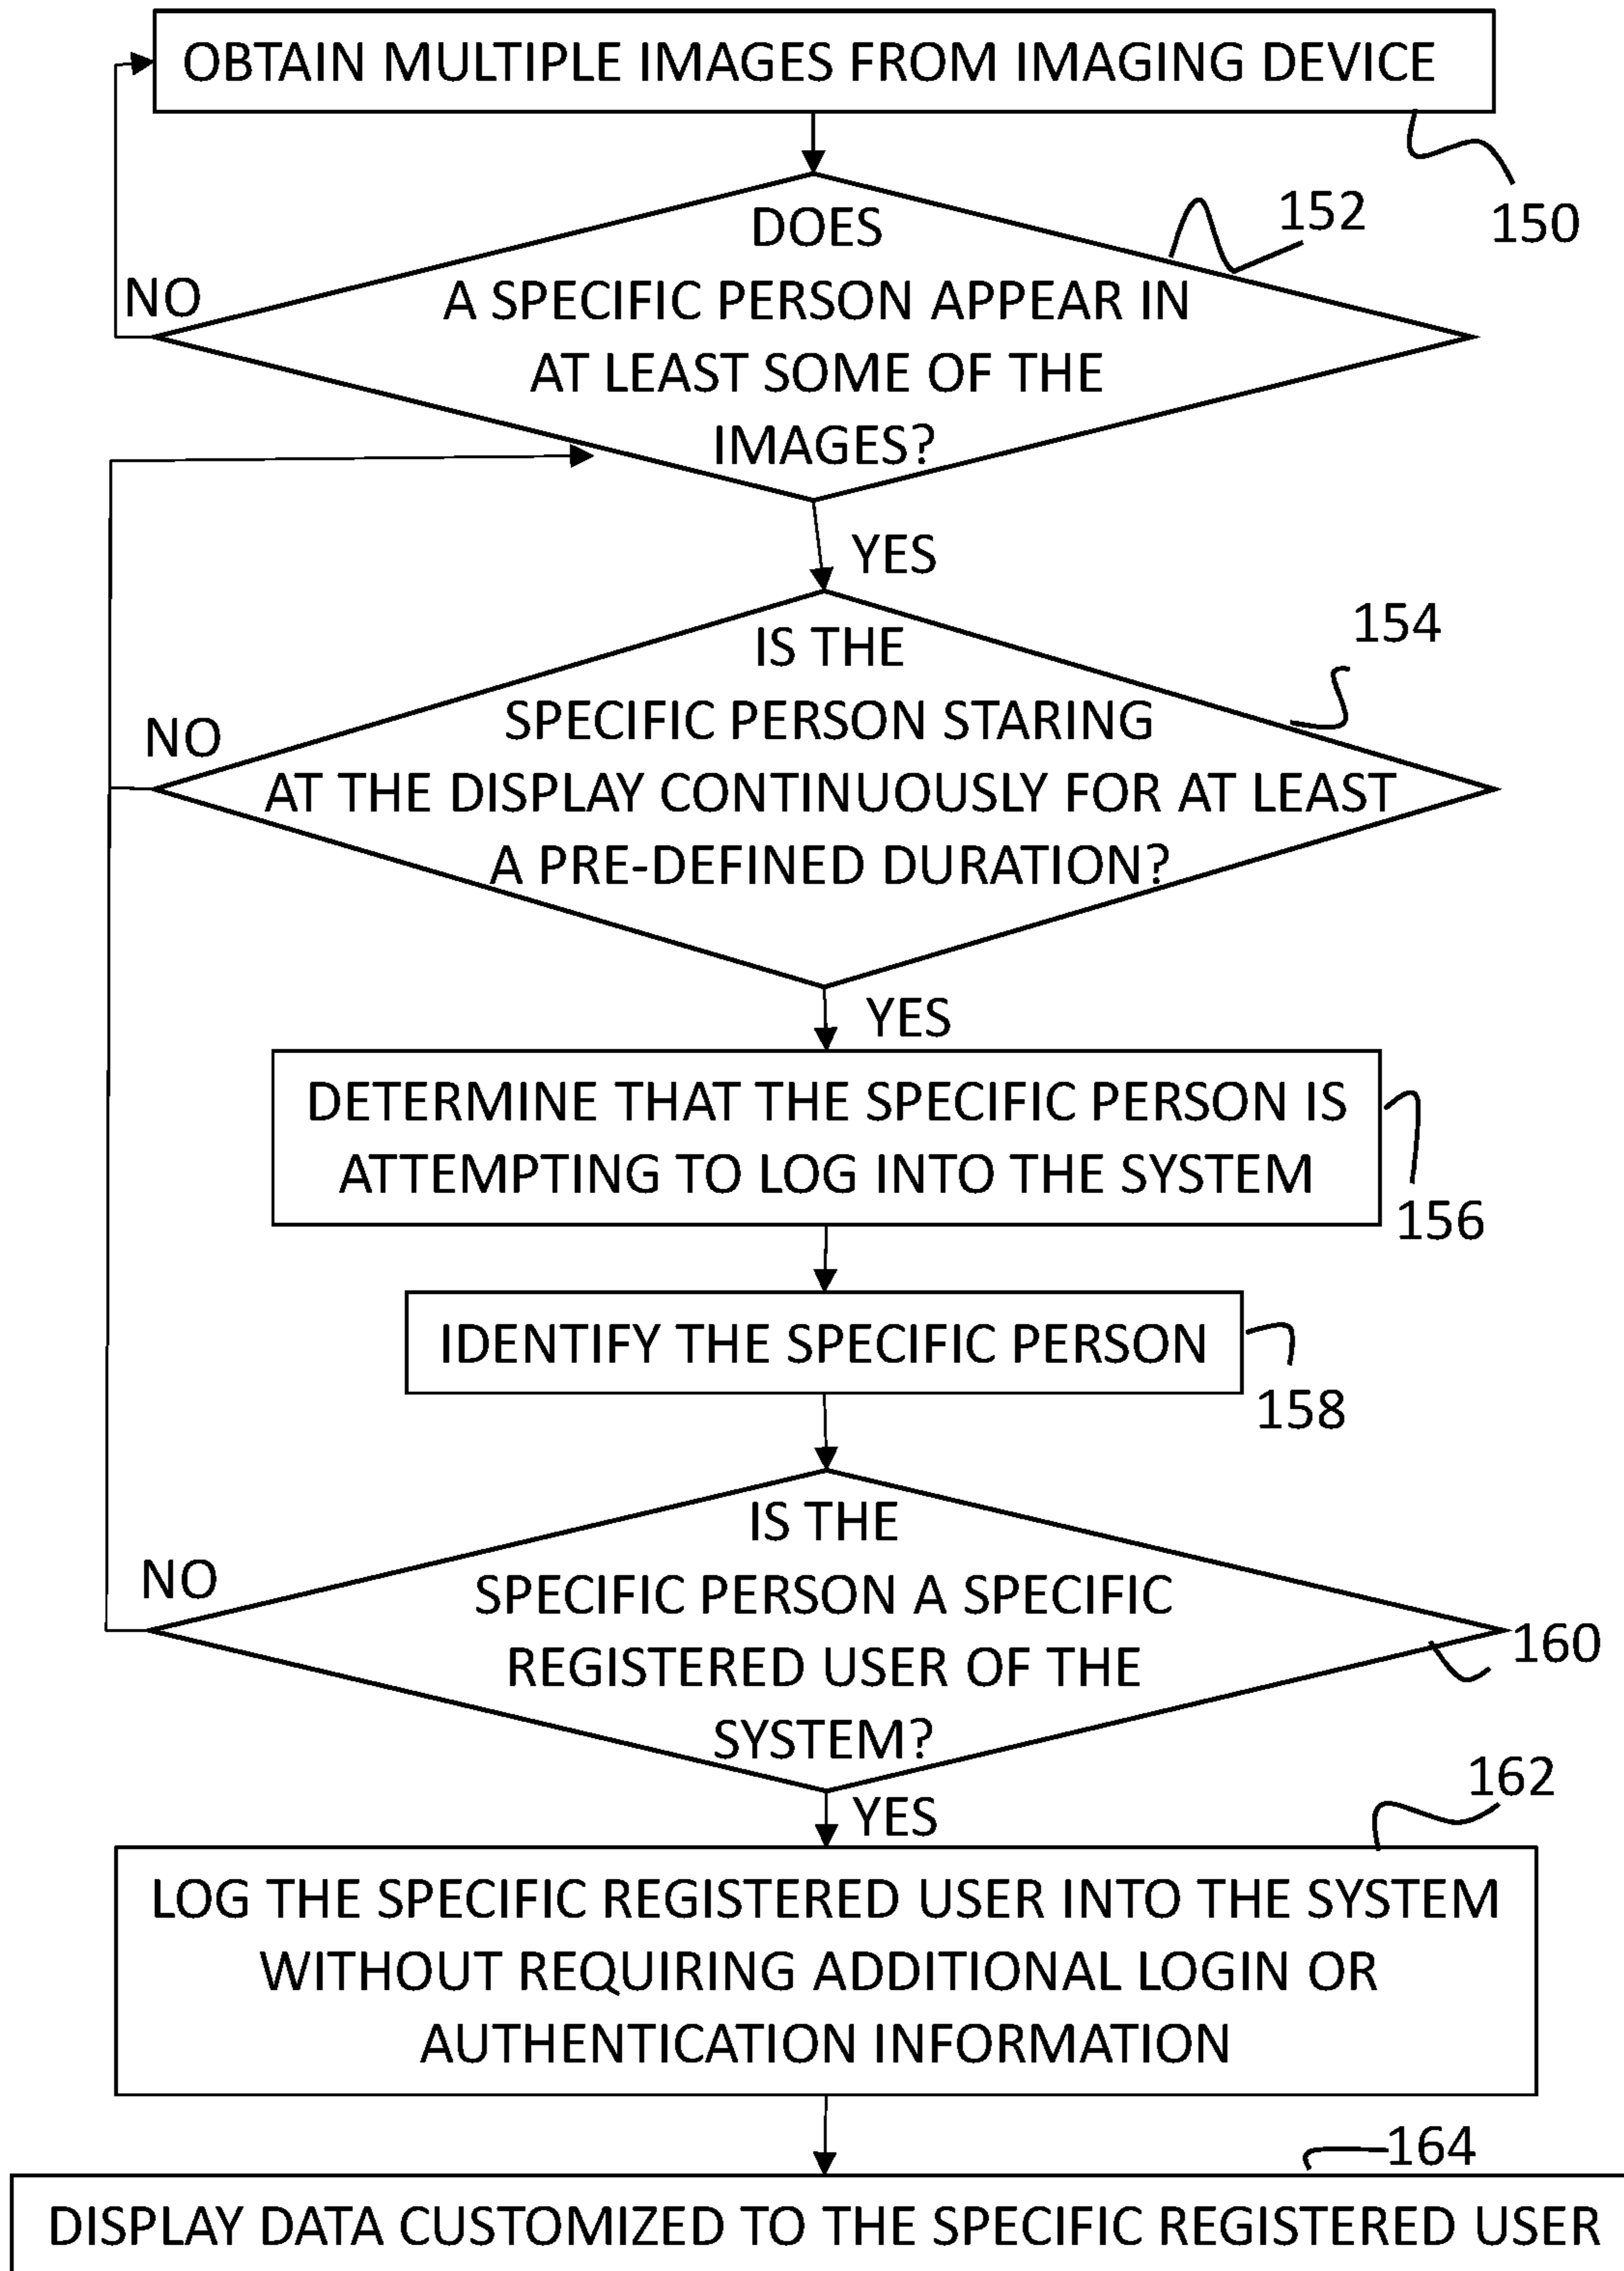 OBTAIN MULTIPLE IMAGES FROM IMAGING DEVICE
150
152
DOES
A SPECIFIC PERSON APPEAR IN
AT LEAST SOME OF THE
IMAGES?
NO
YES
154
IS THE
SPECIFIC PERSON STARING
AT THE DISPLAY CONTINUOUSLY FOR AT LEAST
A PRE-DEFINED DURATION?
NO
YES
DETERMINE THAT THE SPECIFIC PERSON IS
ATTEMPTING TO LOG INTO THE SYSTEM
156
IDENTIFY THE SPECIFIC PERSON
158
IS THE
SPECIFIC PERSON A SPECIFIC
REGISTERED USER OF THE
SYSTEM?
NO
160
YES
162
LOG THE SPECIFIC REGISTERED USER INTO THE SYSTEM
WITHOUT REQUIRING ADDITIONAL LOGIN OR
AUTHENTICATION INFORMATION
164
DISPLAY DATA CUSTOMIZED TO THE SPECIFIC REGISTERED USER